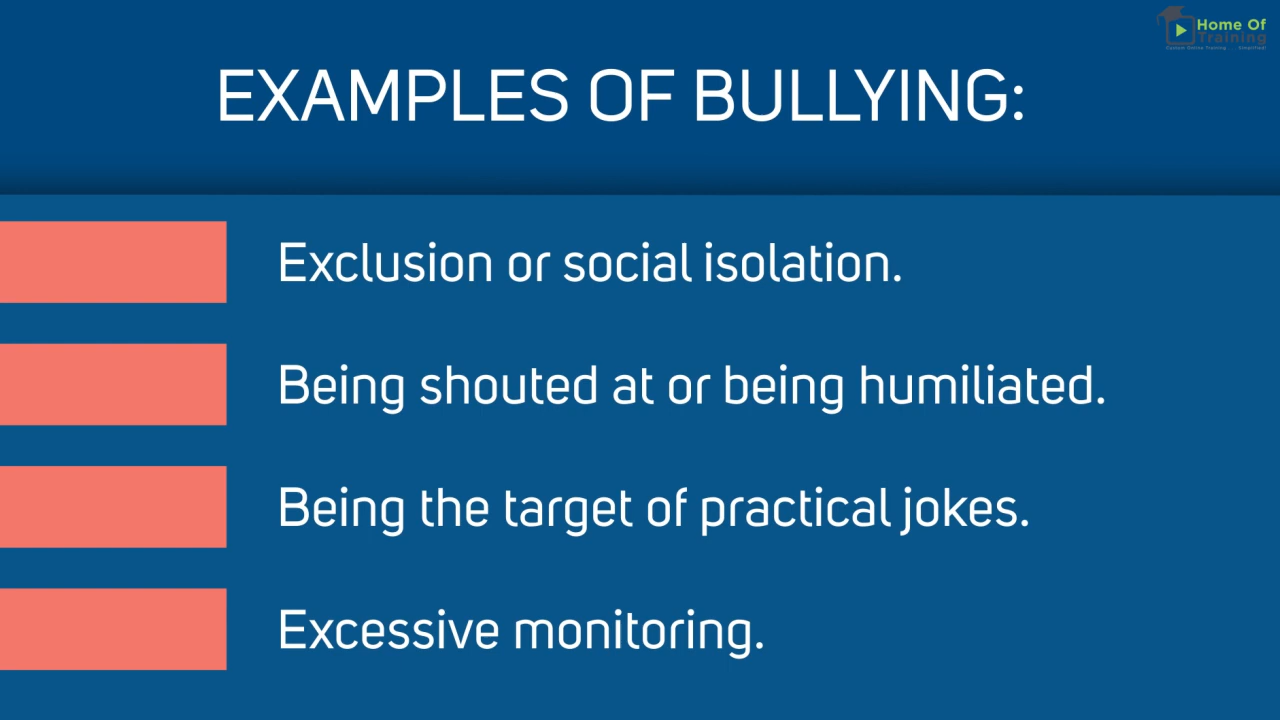 Home Of
Training
EXAMPLES OF BULLYING:
Exclusion or social isolation.
Being shouted at or being humiliated.
Being the target of practical jokes.
Excessive monitoring.